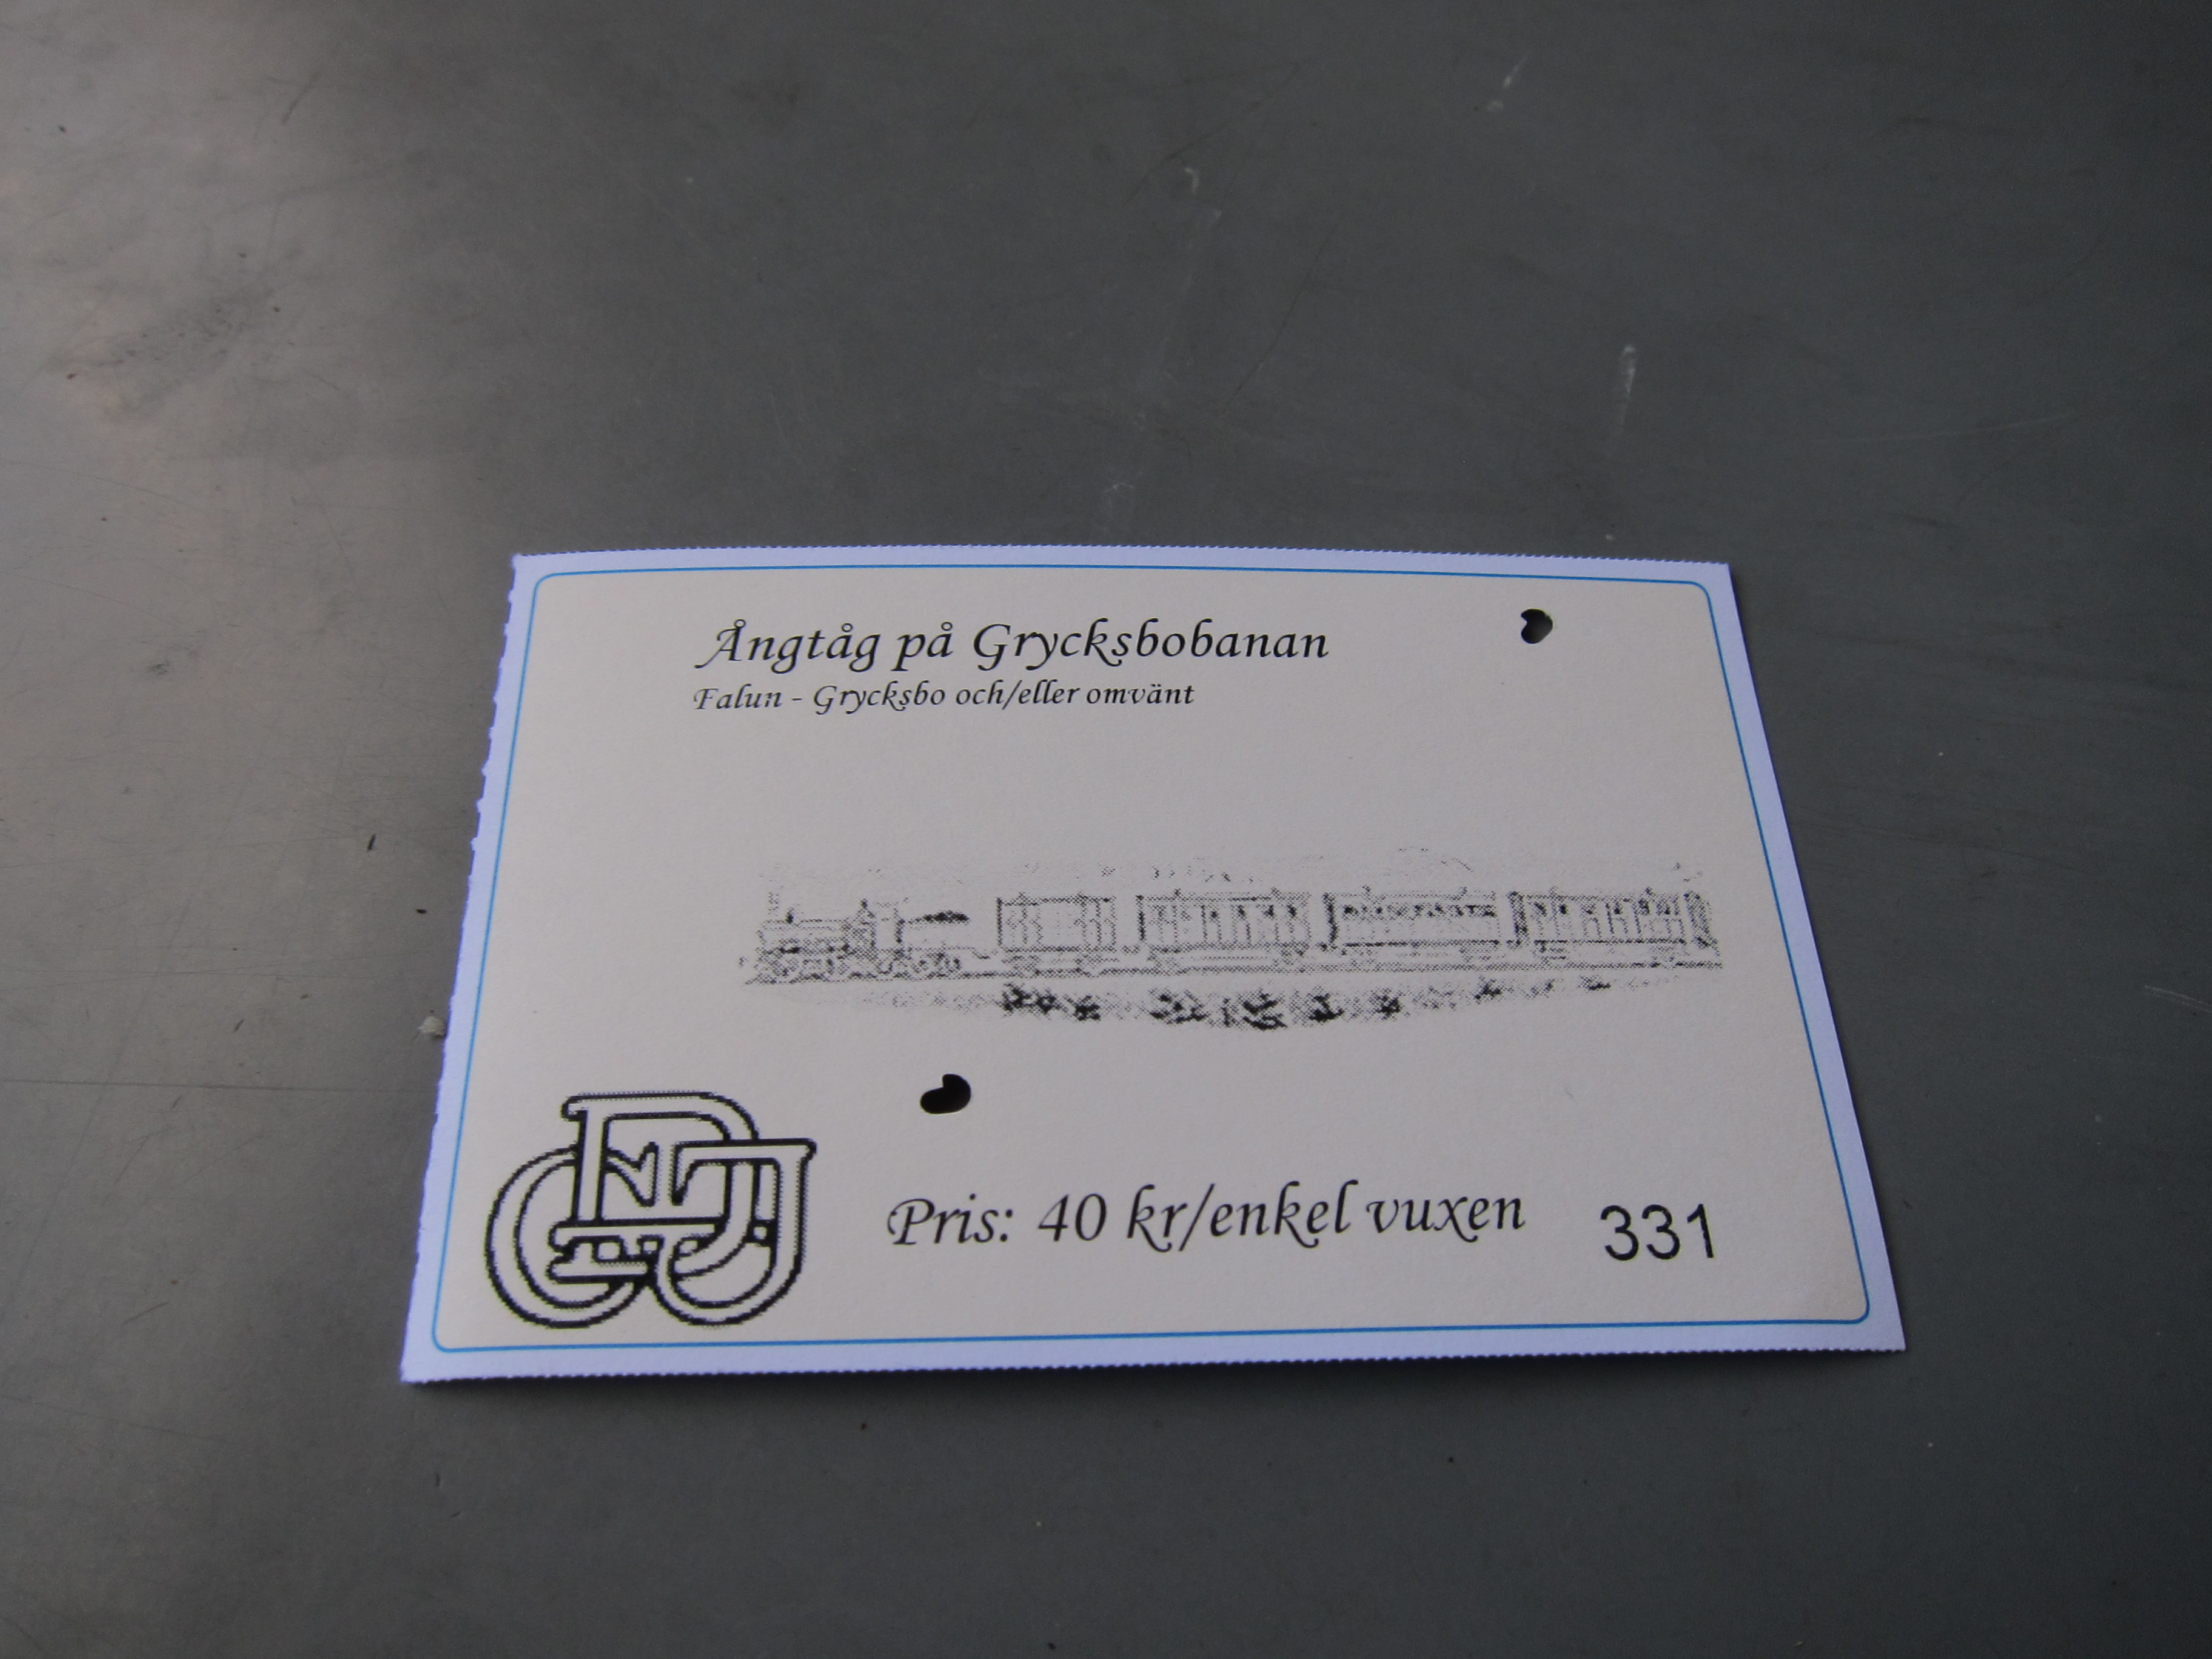 Ångtåg på Grycksbobanan
Falun - Grycksbo och/eller omvänt
Pris: 40 kr/enkel vuxen
331